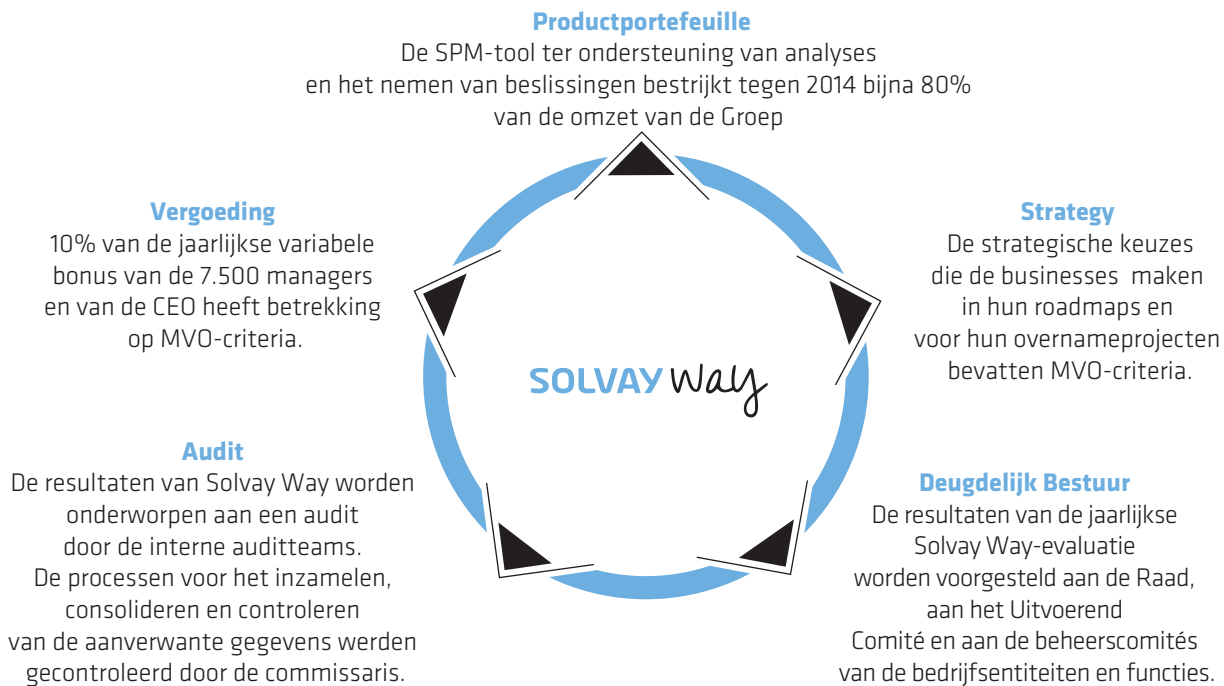 Productportefeuille
De SPM-tool ter ondersteuning van analyses
en het nemen van beslissingen bestrijkt tegen 2014 bijna 80%
van de omzet van de Groep
Vergoeding
10% van de jaarlijkse variabele
bonus van de 7.500 managers
en van de CEO heeft betrekking
op MVO-criteria.
Strategy
De strategische keuzes
die de businesses maken
in hun roadmaps en
voor hun overnameprojecten
bevatten MVO-criteria.
SOLVAY way
Audit
De resultaten van Solvay Way worden
onderworpen aan een audit
door de interne auditteams.
De processen voor het inzamelen,
consolideren en controleren
van de aanverwante gegevens werden
gecontroleerd door de commissaris.
Deugdelijk Bestuur
De resultaten van de jaarlijkse
Solvay Way-evaluatie
worden voorgesteld aan de Raad,
aan het Uitvoerend
Comité en aan de beheerscomités
van de bedrijfsentiteiten en functies.